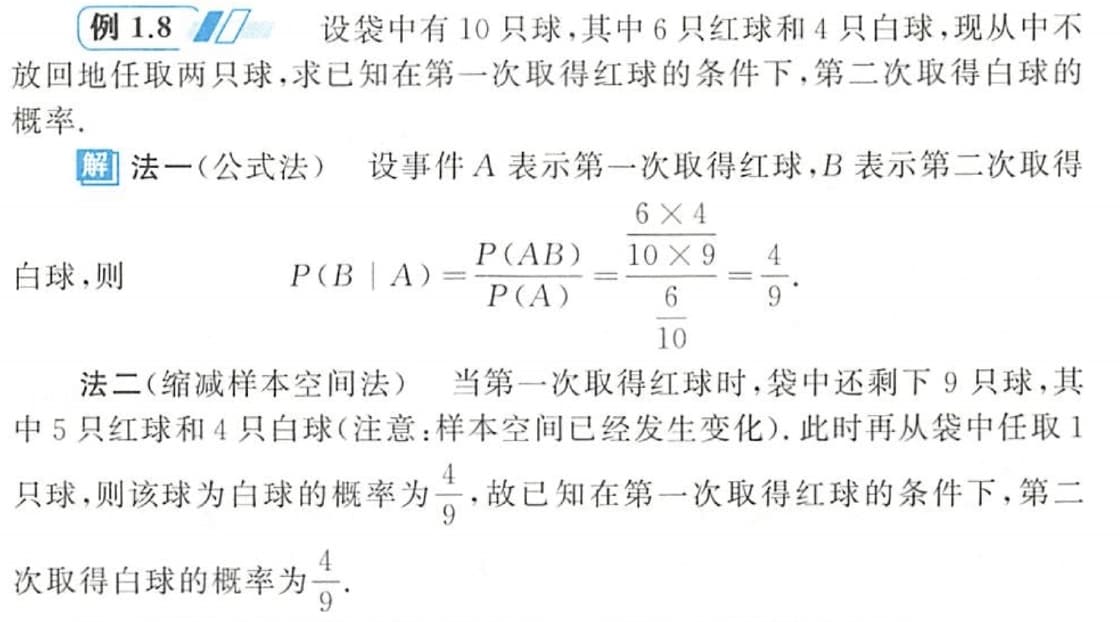 例 1.8 设袋中有 10 只球,其中 6 只红球和 4 只白球,现从中不
放回地任取两只球,求已知在第一次取得红球的条件下,第二次取得白球的
概率.
解 法一(公式法) 设事件 A 表示第一次取得红球,B 表示第二次取得
白球,则 P(B | A) = \frac{P(AB)}{P(A)} = \frac{\frac{6 × 4}{10 × 9}}{\frac{6}{10}} = \frac{4}{9}.
法二(缩减样本空间法) 当第一次取得红球时,袋中还剩下 9 只球,其
中 5 只红球和 4 只白球(注意:样本空间已经发生变化). 此时再从袋中任取 1
只球,则该球为白球的概率为\frac{4}{9},故已知在第一次取得红球的条件下,第二
次取得白球的概率为\frac{4}{9}.